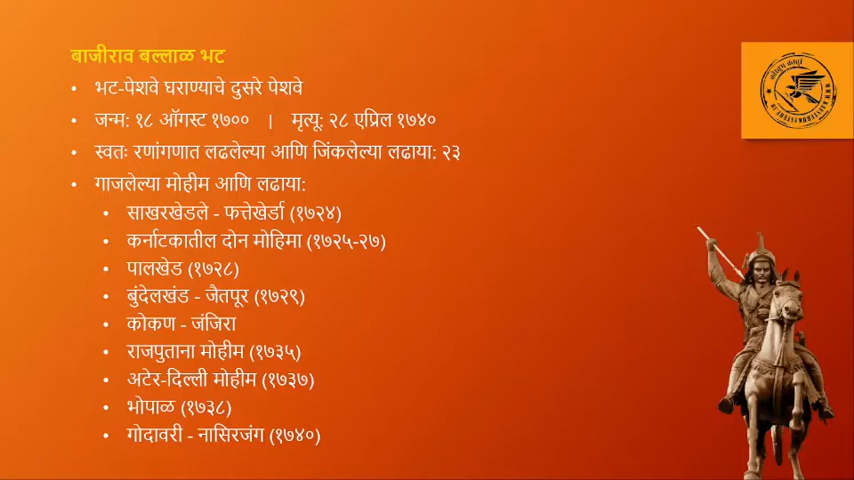 बाजीराव बल्लाळ भट
• भट-पेशवे घराण्याचे दुसरे पेशवे
• जन्म: १८ ऑगस्ट १७०० | मृत्यू: २८ एप्रिल १७४०
• स्वतः रणांगणात लढलेल्या आणि जिंकलेल्या लढाया: २३
• गाजलेल्या मोहीम आणि लढाया:
• साखरखेडले - फत्तेखेर्डा (१७२४)
• कर्नाटकातील दोन मोहिमा (१७२५-२७)
• पालखेड (१७२८)
• बुंदेलखंड - जैतपूर (१७२९)
• कोकण - जंजिरा
• राजपुताना मोहीम (१७३५)
• अटेर-दिल्ली मोहीम (१७३७)
• भोपाळ (१७३८)
• गोदावरी - नासिरजंग (१७४०)